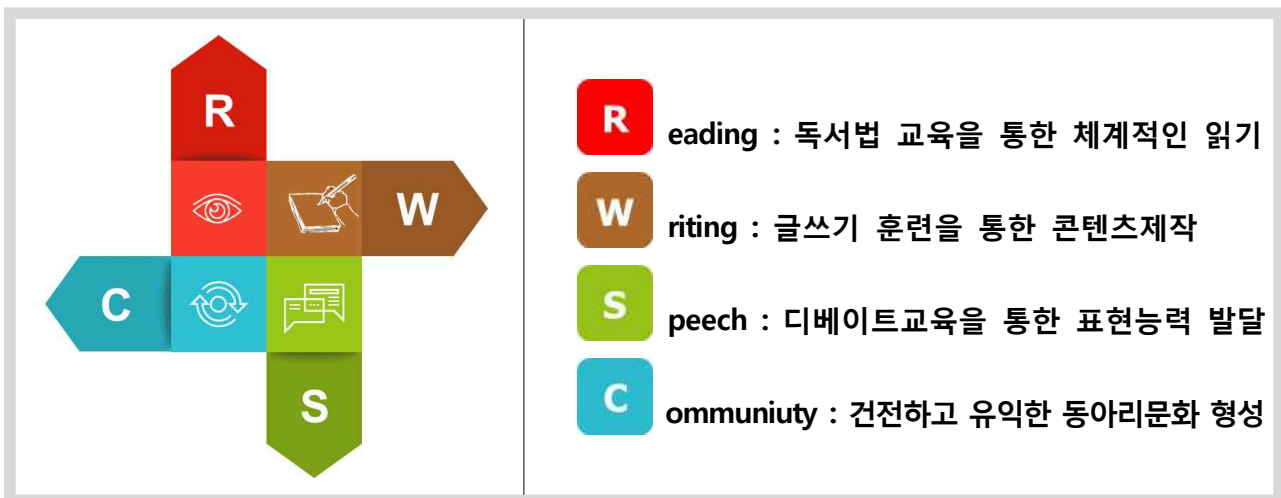 R
W
C
S
R eading : 독서법 교육을 통한 체계적인 읽기
W riting : 글쓰기 훈련을 통한 콘텐츠제작
S peech : 디베이트교육을 통한 표현능력 발달
C ommuniuty : 건전하고 유익한 동아리문화 형성